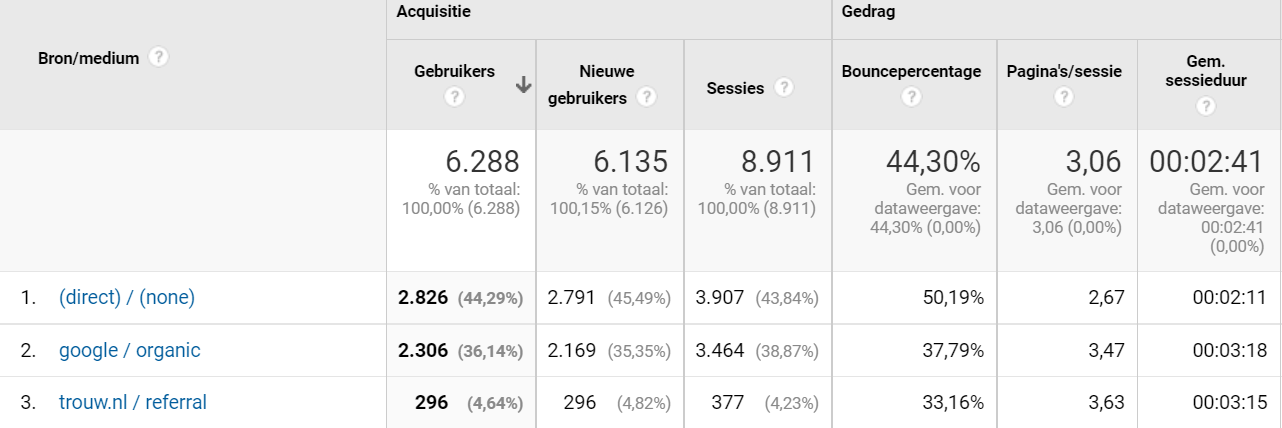 Acquisitie
Gedrag
Bron/medium ?
Gebruikers ?
Nieuwe
gebruikers ?
Sessies ?
Bouncepercentage
?
Pagina's/sessie
?
Gem.
sessieduur
?
6.288
% van totaal:
100,00% (6.288)
6.135
% van totaal:
100,15% (6.126)
8.911
% van totaal:
100,00% (8.911)
44,30%
Gem. voor
dataweergave:
44,30% (0,00%)
3,06
Gem. voor
dataweergave:
3,06 (0,00%)
00:02:41
Gem. voor
dataweergave:
00:02:41
(0,00%)
1. (direct) / (none) 2.826 (44,29%) 2.791 (45,49%) 3.907 (43,84%) 50,19% 2,67 00:02:11
2. google / organic 2.306 (36,14%) 2.169 (35,35%) 3.464 (38,87%) 37,79% 3,47 00:03:18
3. trouw.nl / referral 296 (4,64%) 296 (4,82%) 377 (4,23%) 33,16% 3,63 00:03:15